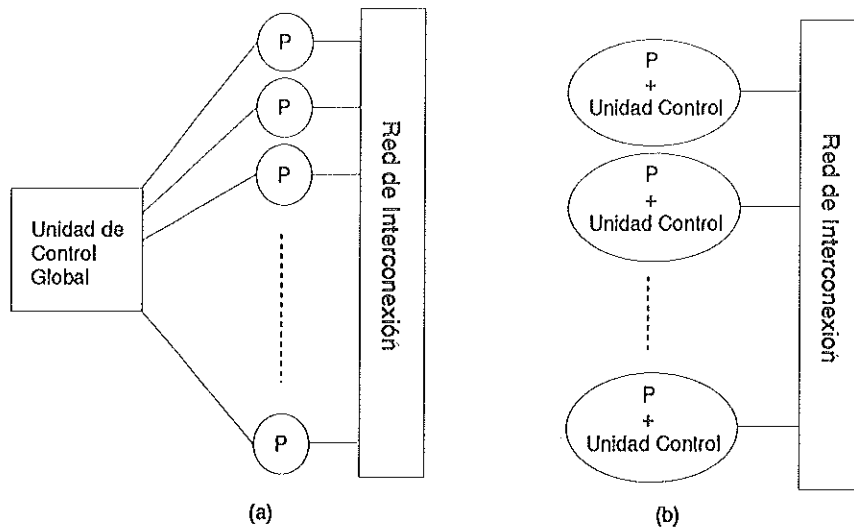 P
P
P
P
Unidad de
Control
Global
Red de Interconexión
(a)
P
+
Unidad Control
P
+
Unidad Control
P
+
Unidad Control
Red de Interconexión
(b)